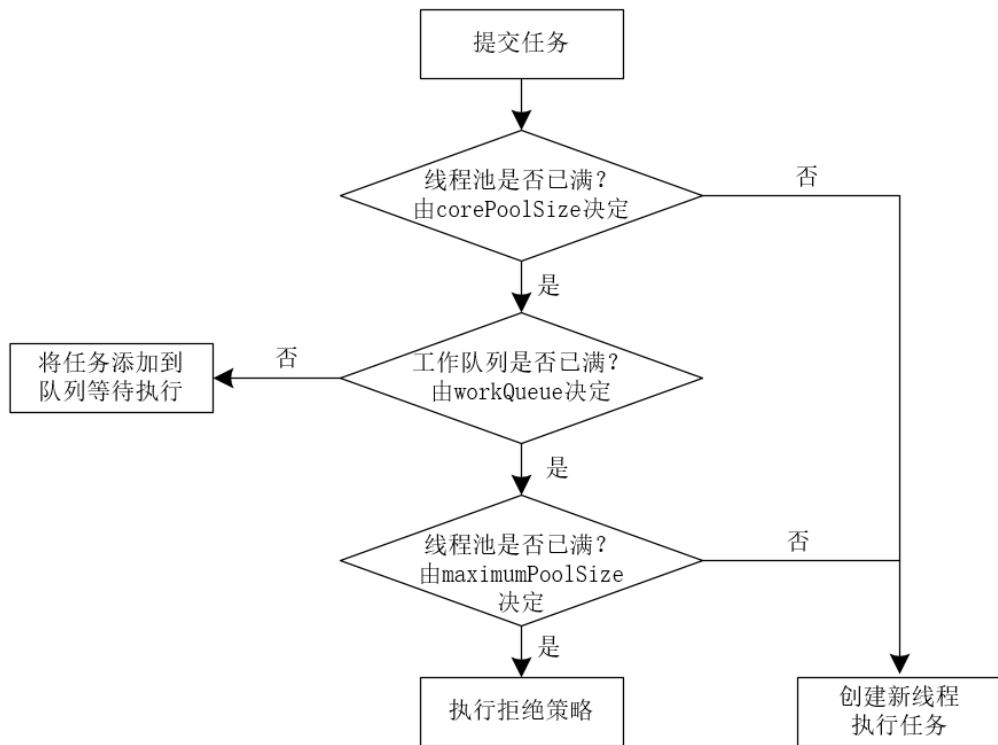 提交任务
线程池是否已满?
由corePoolSize决定
否
是
工作队列是否已满?
由workQueue决定
否
将任务添加到
队列等待执行
是
线程池是否已满?
由maximumPoolSize
决定
否
是
执行拒绝策略
创建新线程
执行任务